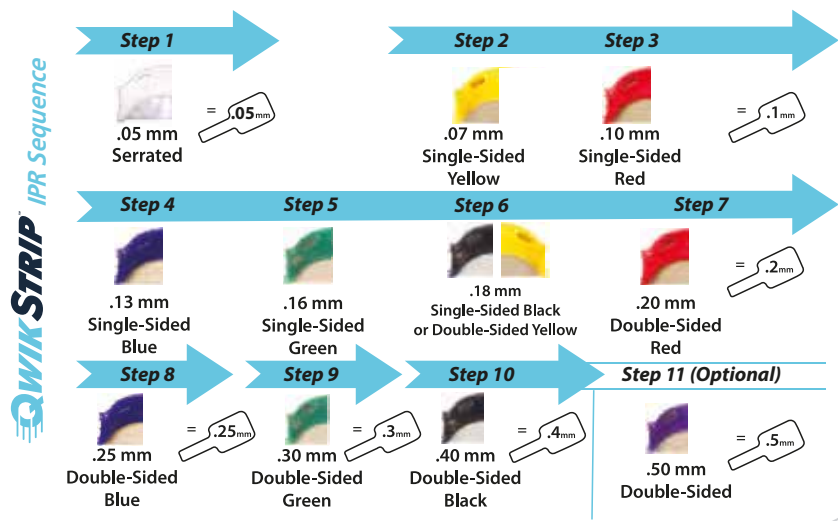 QWIKSTRIP™ IPR Sequence
Step 1
.05 mm
Serrated
= .05mm
Step 2
.07 mm
Single-Sided
Yellow
Step 3
.10 mm
Single-Sided
Red
= .1mm
Step 4
.13 mm
Single-Sided
Blue
Step 5
.16 mm
Single-Sided
Green
Step 6
.18 mm
Single-Sided Black
or Double-Sided Yellow
Step 7
.20 mm
Double-Sided
Red
= .2mm
Step 8
.25 mm
Double-Sided
Blue
= .25mm
Step 9
.30 mm
Double-Sided
Green
= .3mm
Step 10
.40 mm
Double-Sided
Black
= .4mm
Step 11 (Optional)
.50 mm
Double-Sided
= .5mm